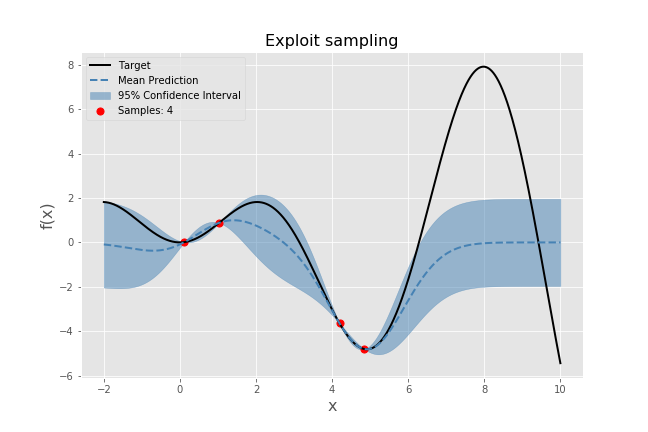 Exploit sampling
Target
Mean Prediction
95% Confidence Interval
Samples: 4
f(x)
8
6
4
2
0
−2
−4
−6
−2 0 2 4 6 8 10
x